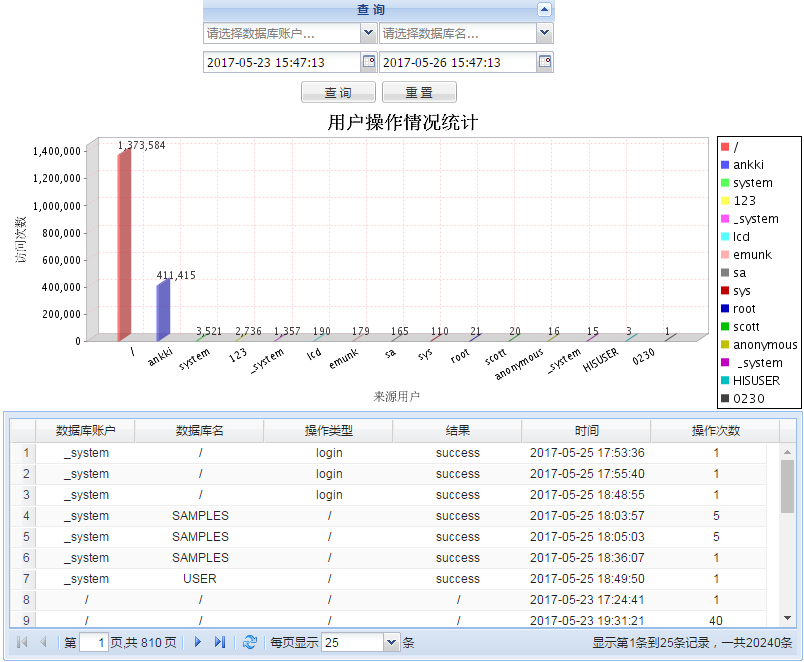 查 询
请选择数据库账户... 请选择数据库名...
2017-05-23 15:47:13 2017-05-26 15:47:13
查 询 重 置
用户操作情况统计
访问次数
1,400,000
1,200,000
1,000,000
800,000
600,000
400,000
200,000
0
1,373,584 411,415 3,521 2,736 1,357 190 179 165 110 21 20 16 15 3 1
/ ankki system 123 _system lcd emunk sa sys root scott anonymous _system HISUSER 0230
来源用户
/
ankki
system
123
_system
lcd
emunk
sa
sys
root
scott
anonymous
_system
HISUSER
0230
数据库账户 数据库名 操作类型 结果 时间 操作次数
1 _system / login success 2017-05-25 17:53:36 1
2 _system / login success 2017-05-25 17:55:40 1
3 _system / login success 2017-05-25 18:48:55 1
4 _system SAMPLES / success 2017-05-25 18:03:57 5
5 _system SAMPLES / success 2017-05-25 18:05:03 5
6 _system SAMPLES / success 2017-05-25 18:36:07 1
7 _system USER / success 2017-05-25 18:49:50 1
8 / / / / 2017-05-23 17:24:41 1
9 / / / / 2017-05-23 19:31:21 40
第 1 页,共 810 页 每页显示 25 条 显示第1条到25条记录，一共20240条